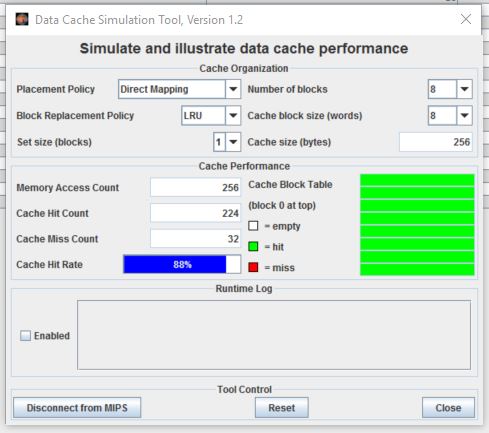 Data Cache Simulation Tool, Version 1.2
Simulate and illustrate data cache performance
Cache Organization
Placement Policy Direct Mapping Number of blocks 8
Block Replacement Policy LRU Cache block size (words) 8
Set size (blocks) 1 Cache size (bytes) 256
Cache Performance
Memory Access Count 256 Cache Block Table
Cache Hit Count 224 (block 0 at top)
= empty
Cache Miss Count 32
= hit
Cache Hit Rate 88% = miss
Runtime Log
Enabled
Tool Control
Disconnect from MIPS Reset Close